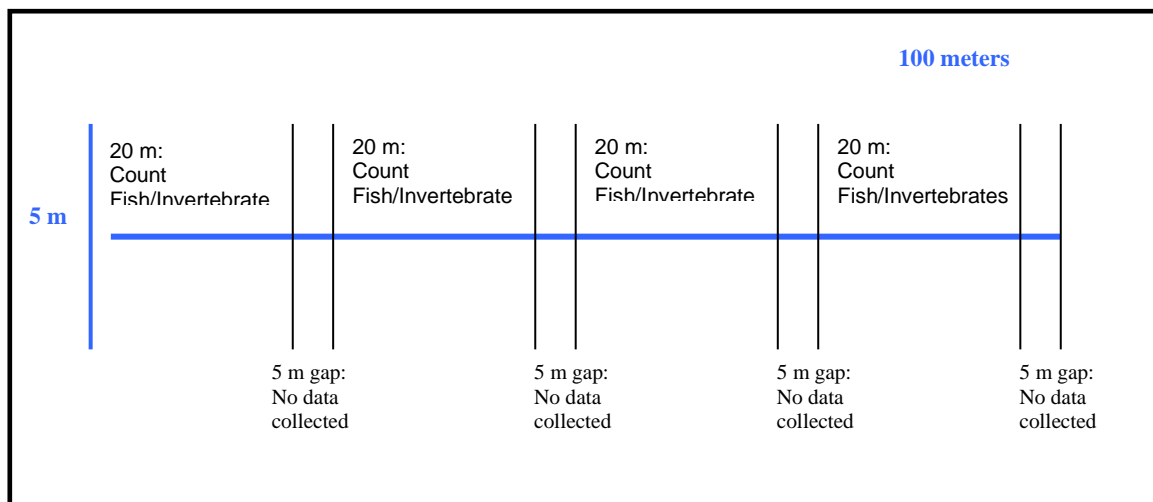 100 meters
20 m:
Count
Fish/Invertebrate
20 m:
Count
Fish/Invertebrate
20 m:
Count
Fish/Invertebrate
20 m:
Count
Fish/Invertebrates
5 m
5 m gap:
No data
collected
5 m gap:
No data
collected
5 m gap:
No data
collected
5 m gap:
No data
collected